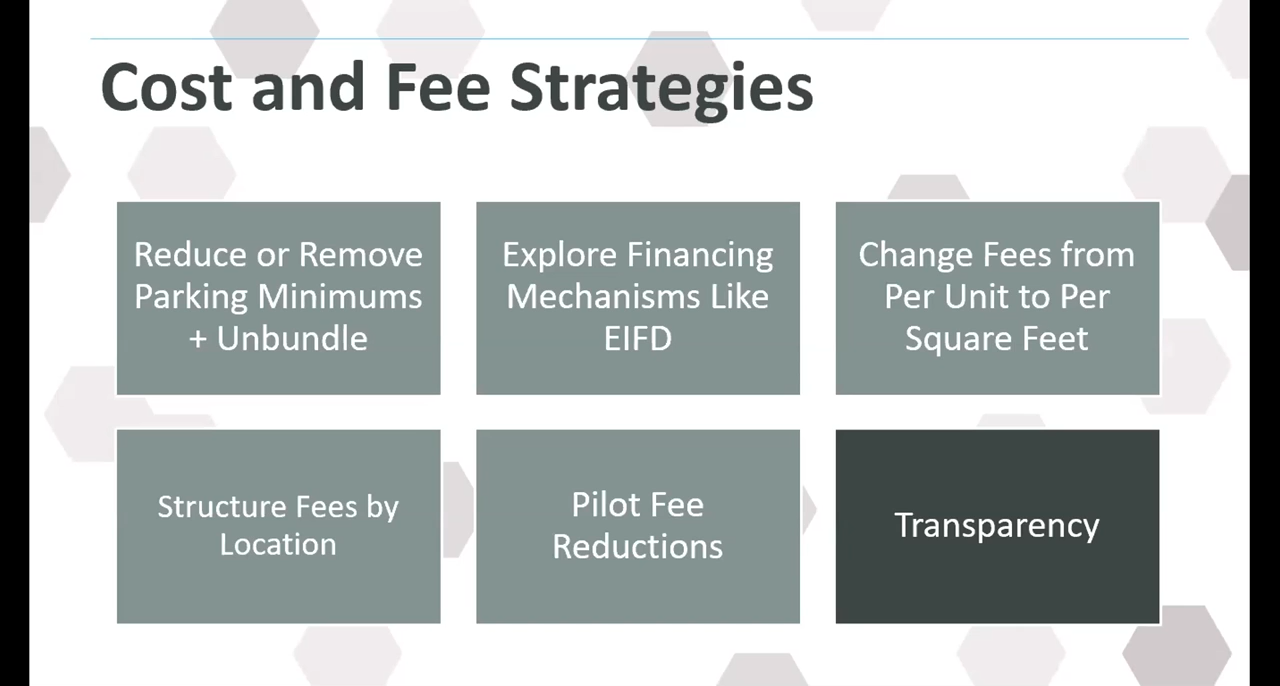 Cost and Fee Strategies
Reduce or Remove
Parking Minimums
+ Unbundle
Explore Financing
Mechanisms Like
EIFD
Change Fees from
Per Unit to Per
Square Feet
Structure Fees by
Location
Pilot Fee
Reductions
Transparency